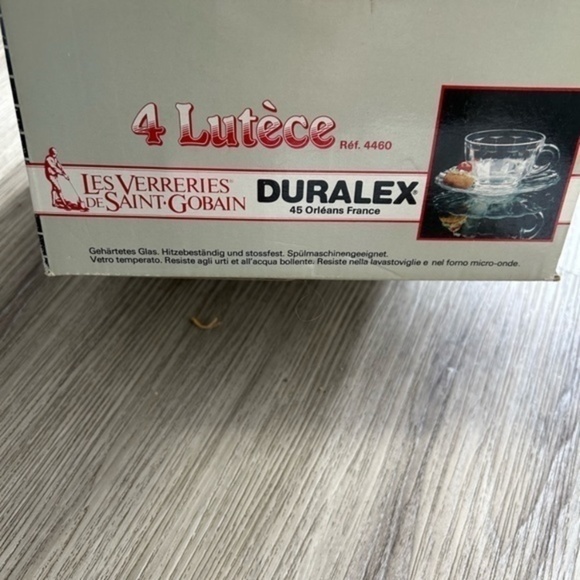 4 Lutèce
Réf. 4460
LES VERRERIES
DE SAINT-GOBAIN
DURALEX
45 Orléans France
Gehärtetes Glas. Hitzebeständig und stossfest. Spülmaschinengeeignet.
Vetro temperato. Resiste agli urti et all'acqua bollente. Resiste nella lavastoviglie e nel forno micro-onde.